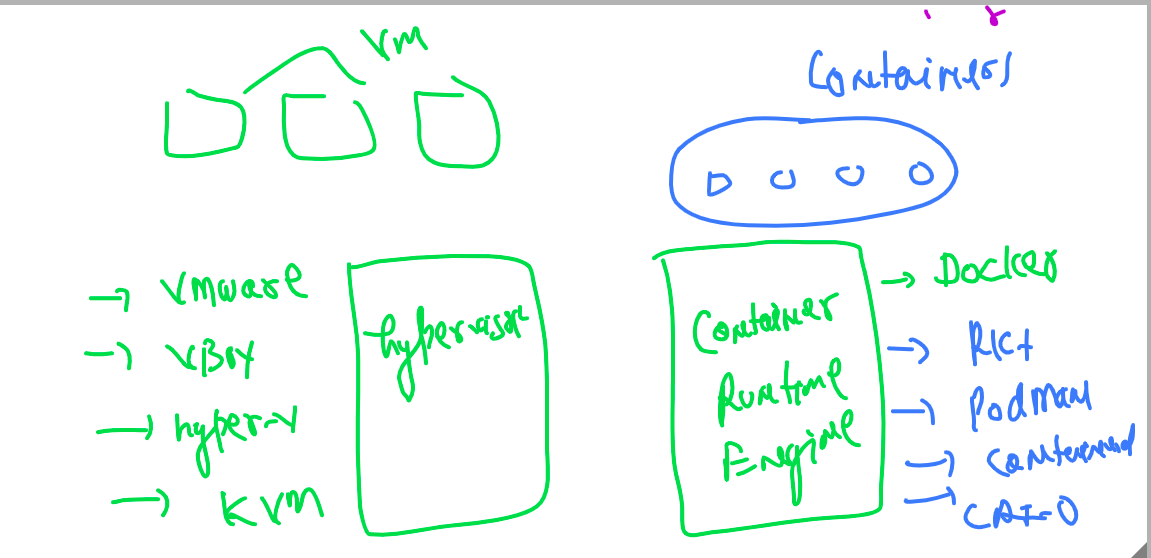 VM
Containers
VMware
VBox
hyper-V
KVM
hypervisor
Container
Runtime
Engine
Docker
RKt
Podman
Containerd
CRI-O